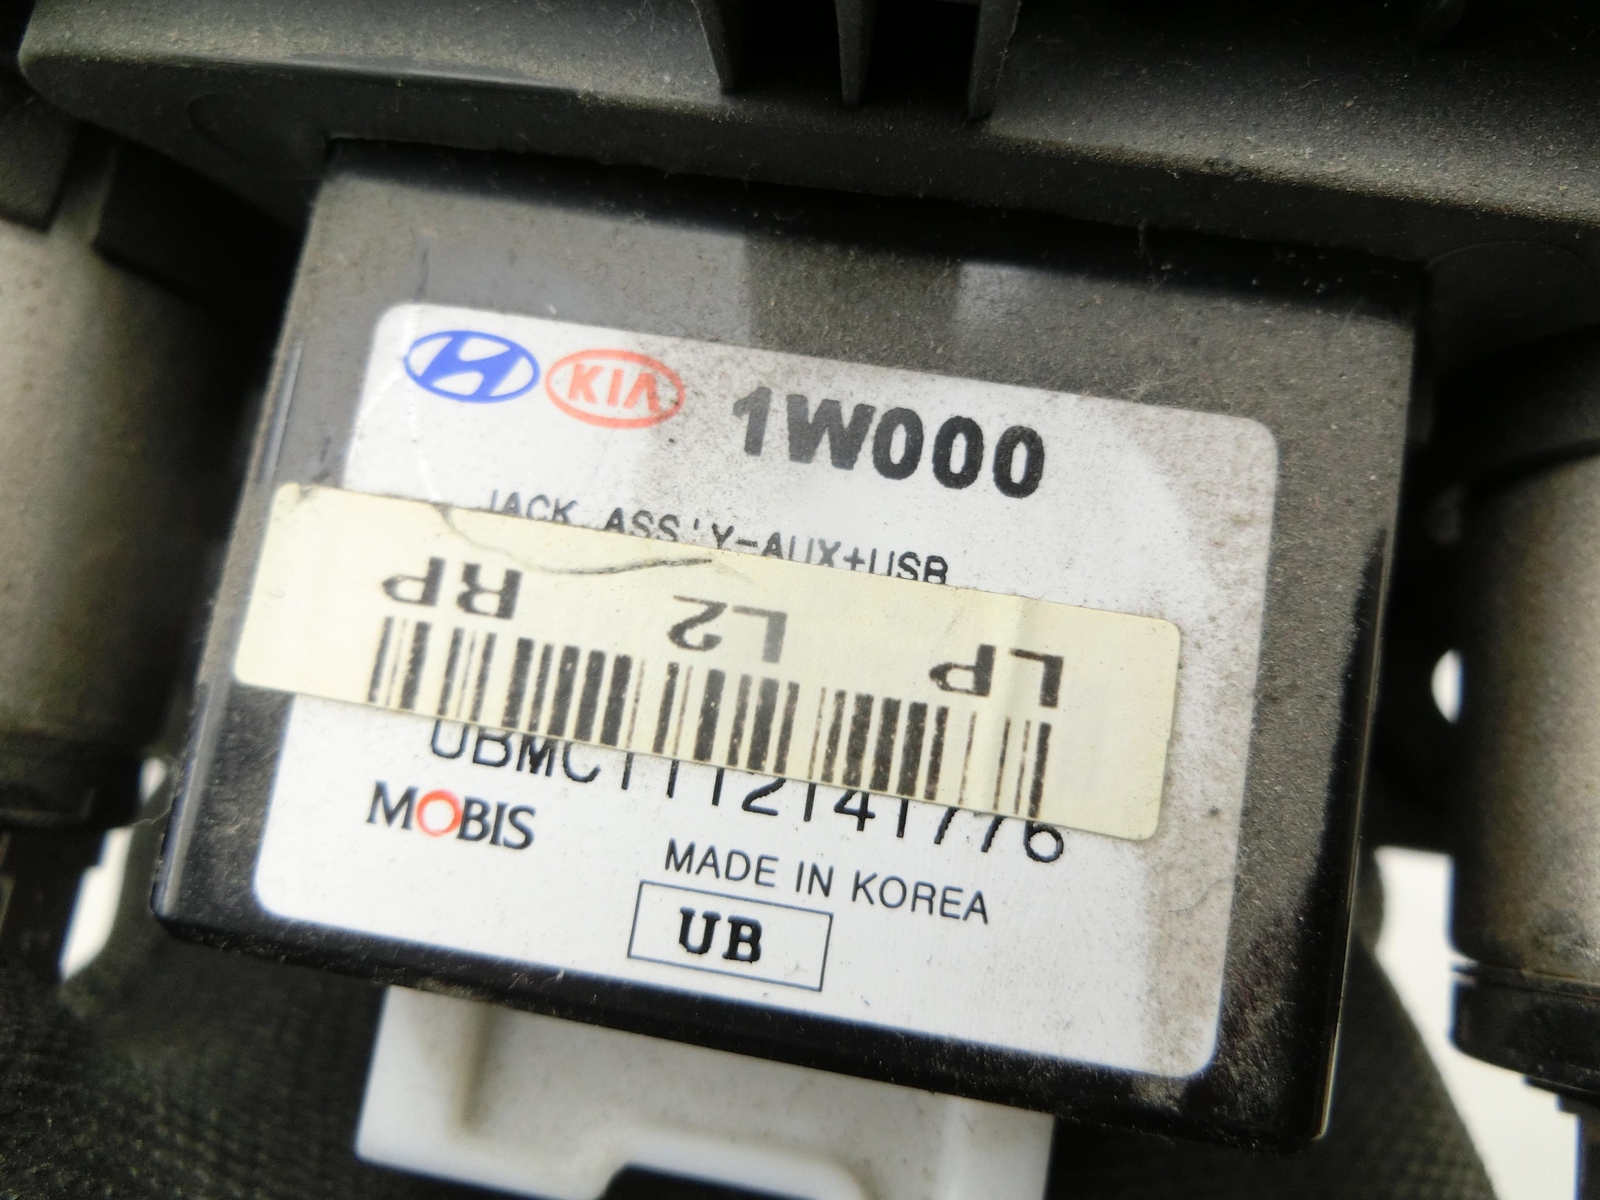 KIA 1W000
JACK ASS'Y-AUX+USB
RP L2 LP
UBMC1112141776
MOBIS
MADE IN KOREA
UB